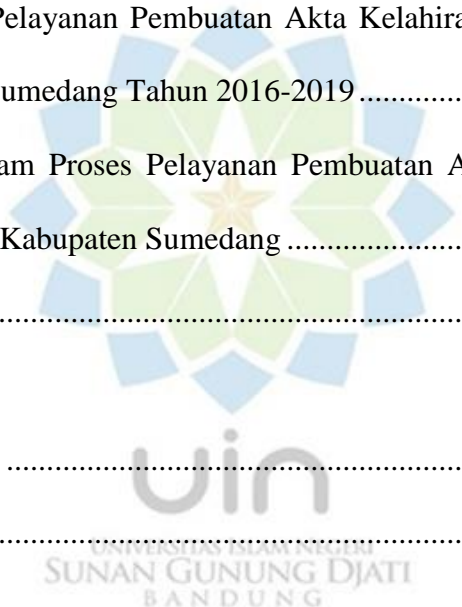 Pelayanan Pembuatan Akta Kelahira
umedang Tahun 2016-2019....................
am Proses Pelayanan Pembuatan A
Kabupaten Sumedang....................
....................
....................
uin
....................
UNIVERSITAS ISLAM NEGERI
SUNAN GUNUNG DJATI
BANDUNG